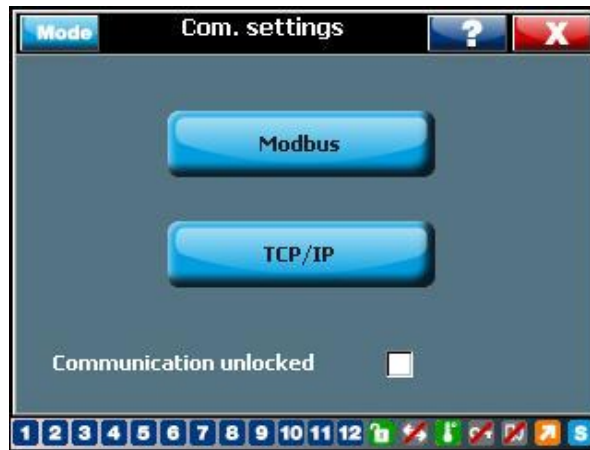 Mode Com. settings ? X
Modbus
TCP/IP
Communication unlocked
1 2 3 4 5 6 7 8 9 10 11 12 S